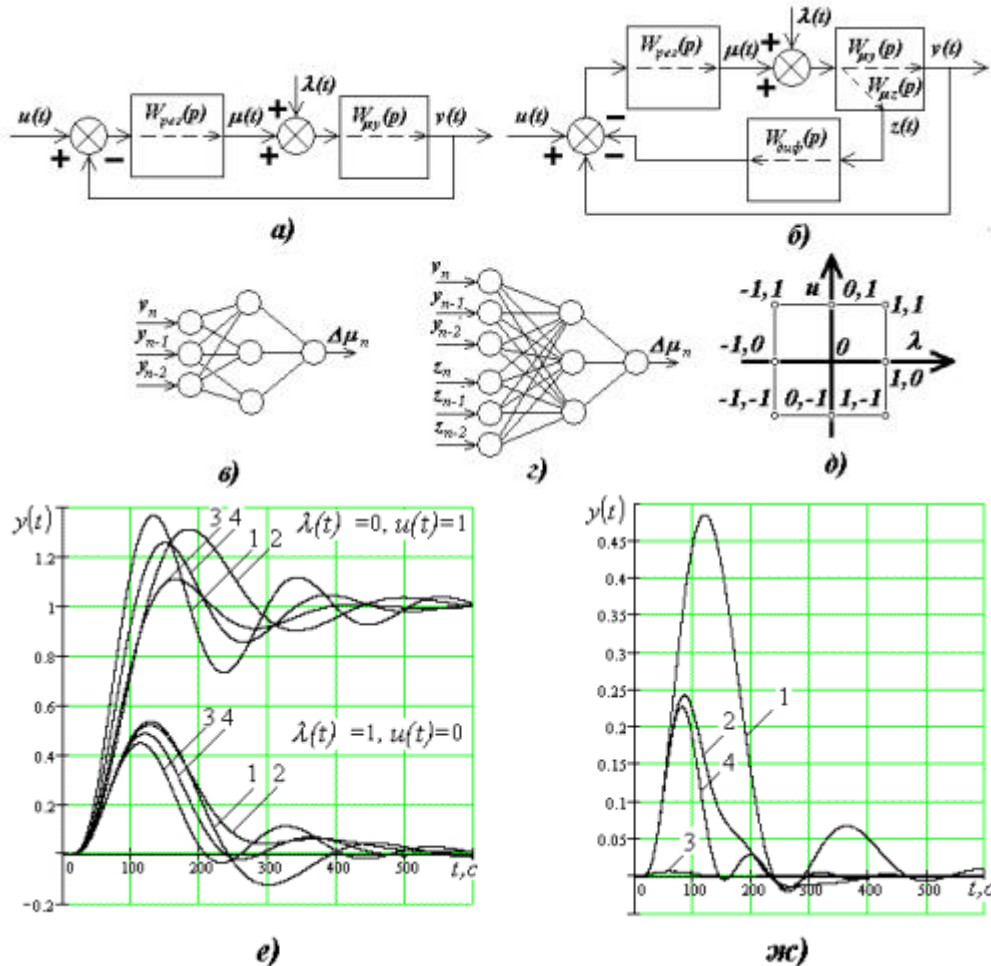 λ(t)
W_рег(p) μ(t) + W_μy(p) y(t)
+ W_μz(p)
λ(t)
u(t) W_рег(p) μ(t) + W_μy(p) y(t) u(t) − z(t)
+ − + + − W_диф(p)
а) б)
y_n
y_n-1
y_n-2
Δμ_n
в)
y_n
y_n-1
y_n-2
z_n
z_n-1
z_n-2
Δμ_n
г)
-1,1 u 0,1 1,1
-1,0 0 λ
1,0
-1,-1 0,-1 1,-1
д)
y(t)
3 4 λ(t) =0, u(t)=1
1.2 1 2
1
0.8
0.6
3 4 λ(t) =1, u(t)=0
0.4
0.2 1 2
0 100 200 300 400 500 t,c
−0.2
е)
y(t)
0.45
0.4
0.35
0.3
0.25 1
0.2 2
0.15 4
0.1
0.05 3
0 100 200 300 400 500 t,c
ж)